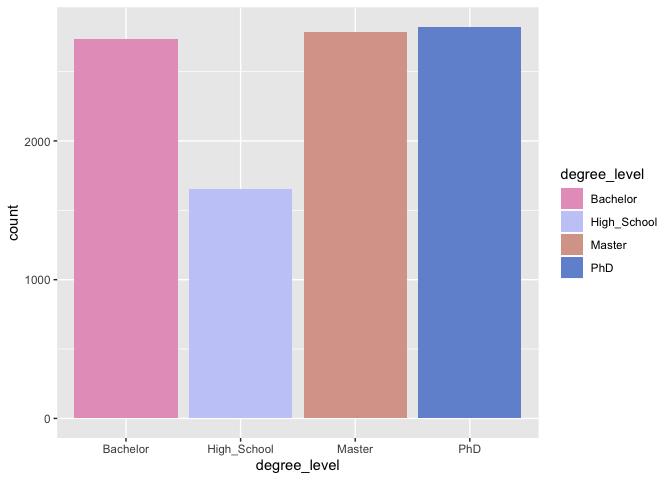 count
2000
1000
0
Bachelor High_School Master PhD
degree_level
degree_level
Bachelor
High_School
Master
PhD